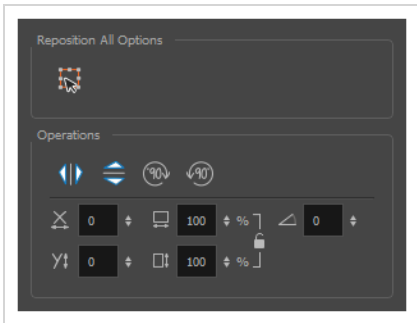 Reposition All Options
Operations
90 90
X 0 100 % 0
Y 0 100 %